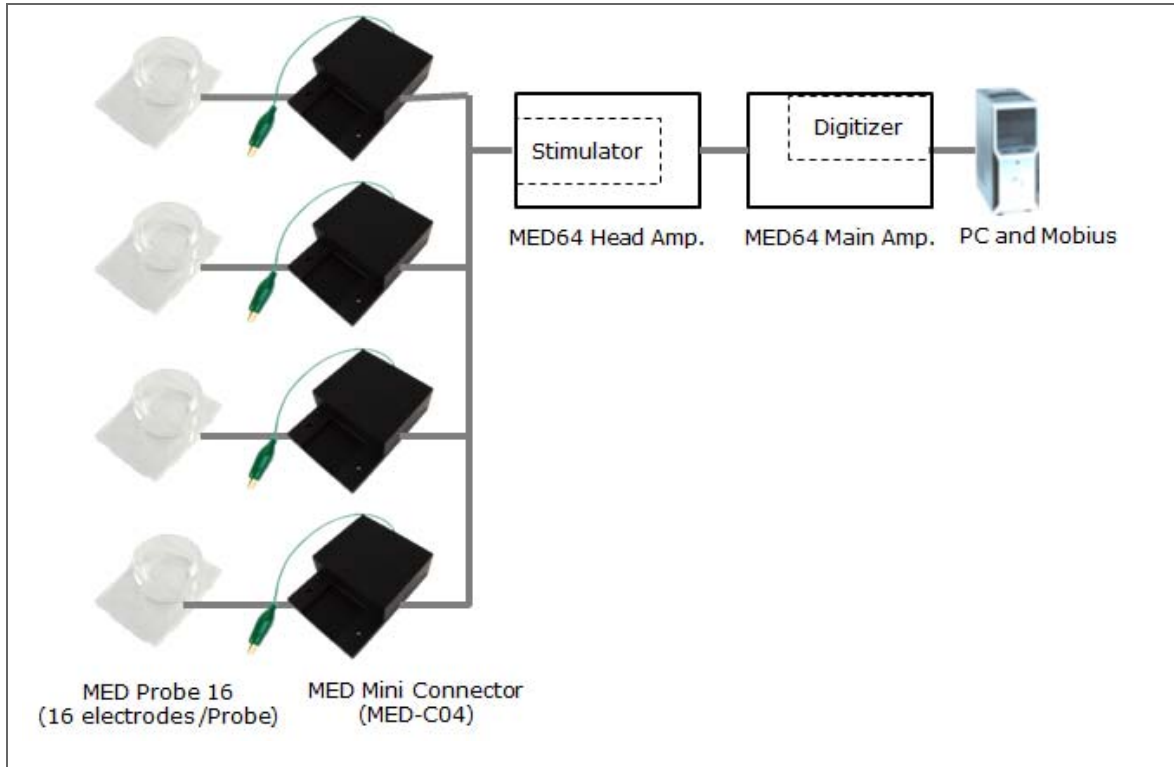 Stimulator
Digitizer
MED64 Head Amp.
MED64 Main Amp.
PC and Mobius
MED Probe 16
(16 electrodes/Probe)
MED Mini Connector
(MED-C04)